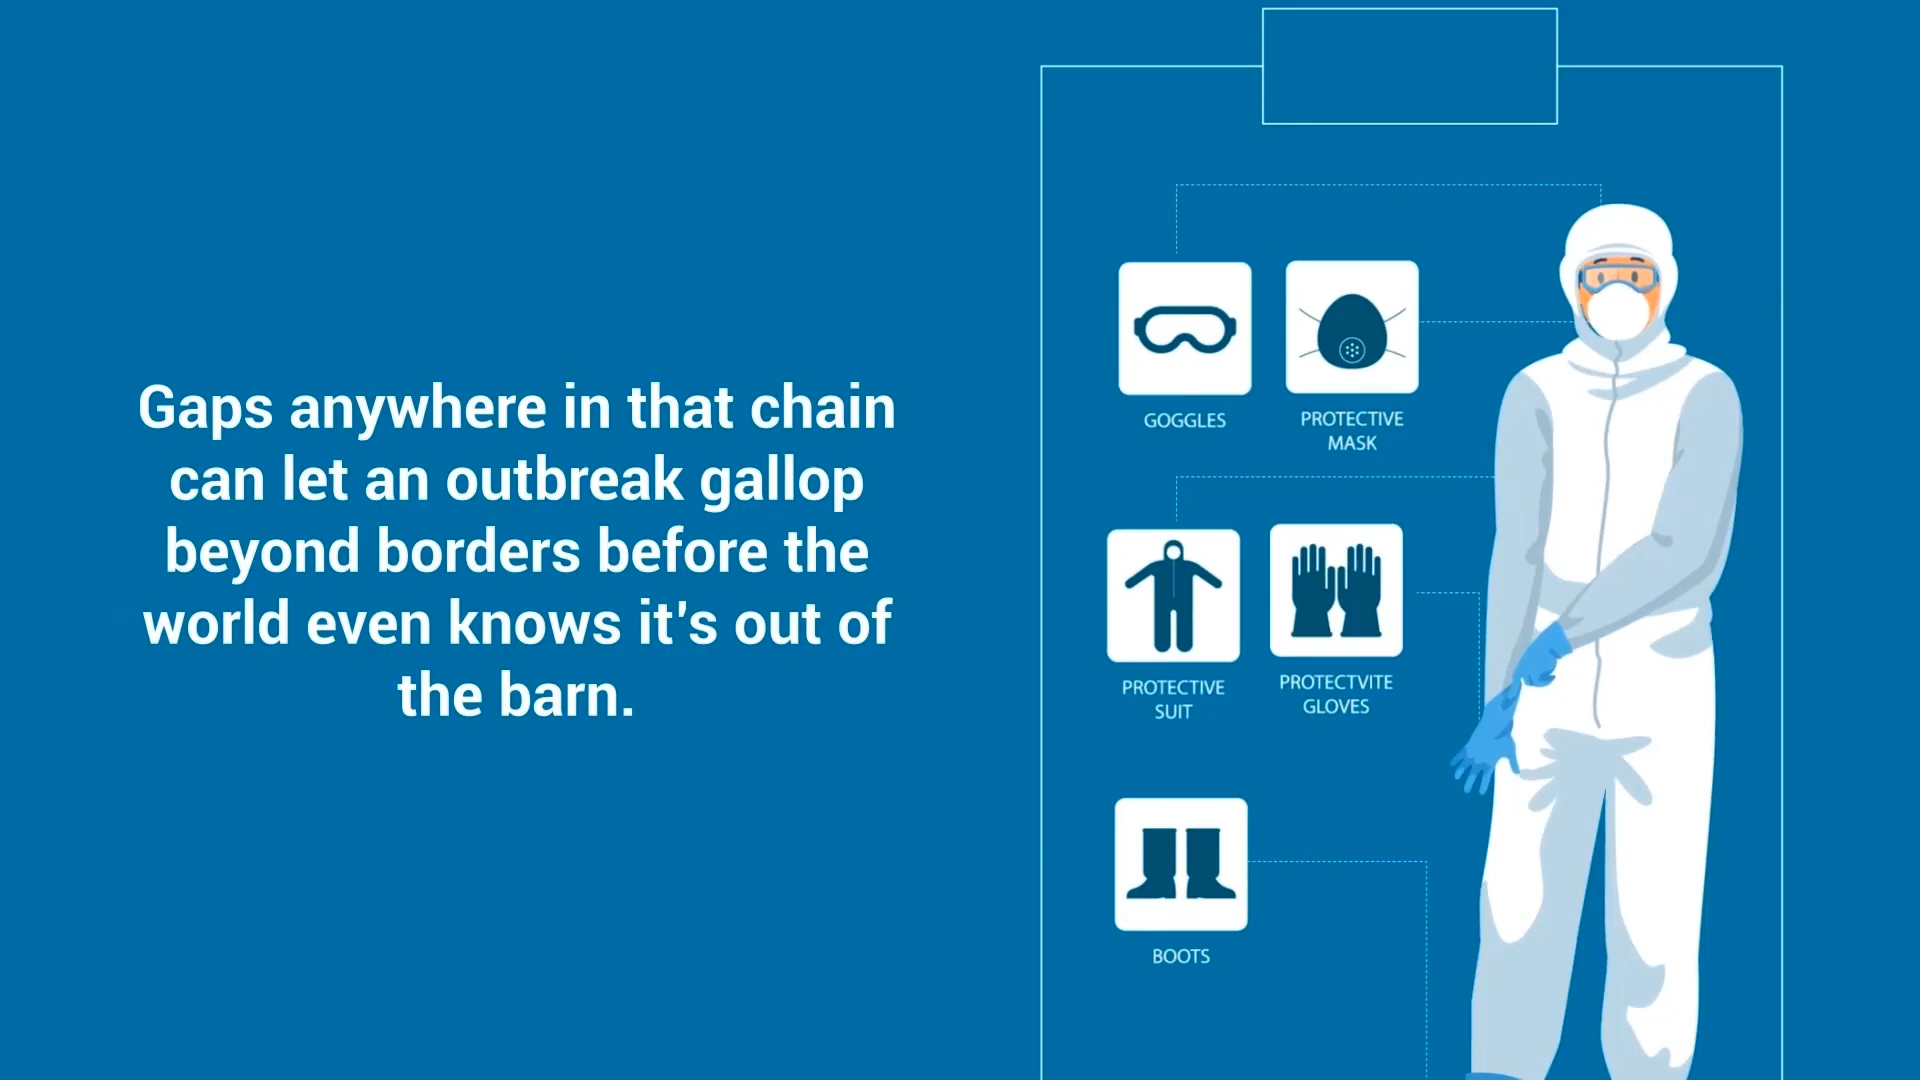 Gaps anywhere in that chain
can let an outbreak gallop
beyond borders before the
world even knows it's out of
the barn.
GOGGLES
PROTECTIVE
MASK
PROTECTIVE
SUIT
PROTECTVITE
GLOVES
BOOTS